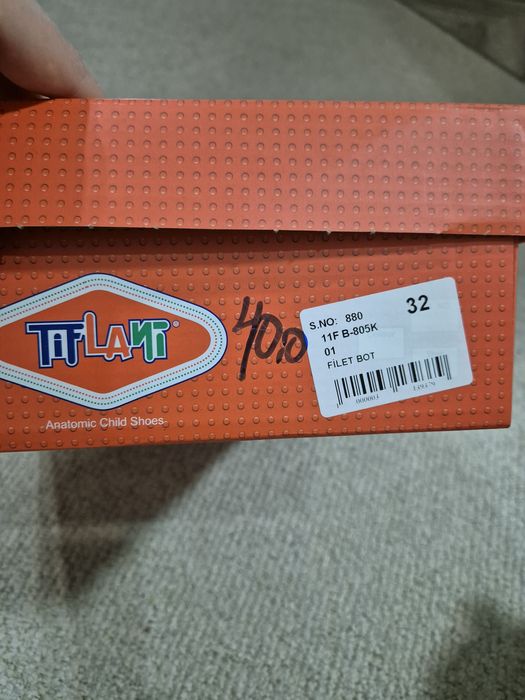 TiFLANi®
Anatomic Child Shoes
40,0
S.NO: 880
32
11F B-805K
01
FILET BOT